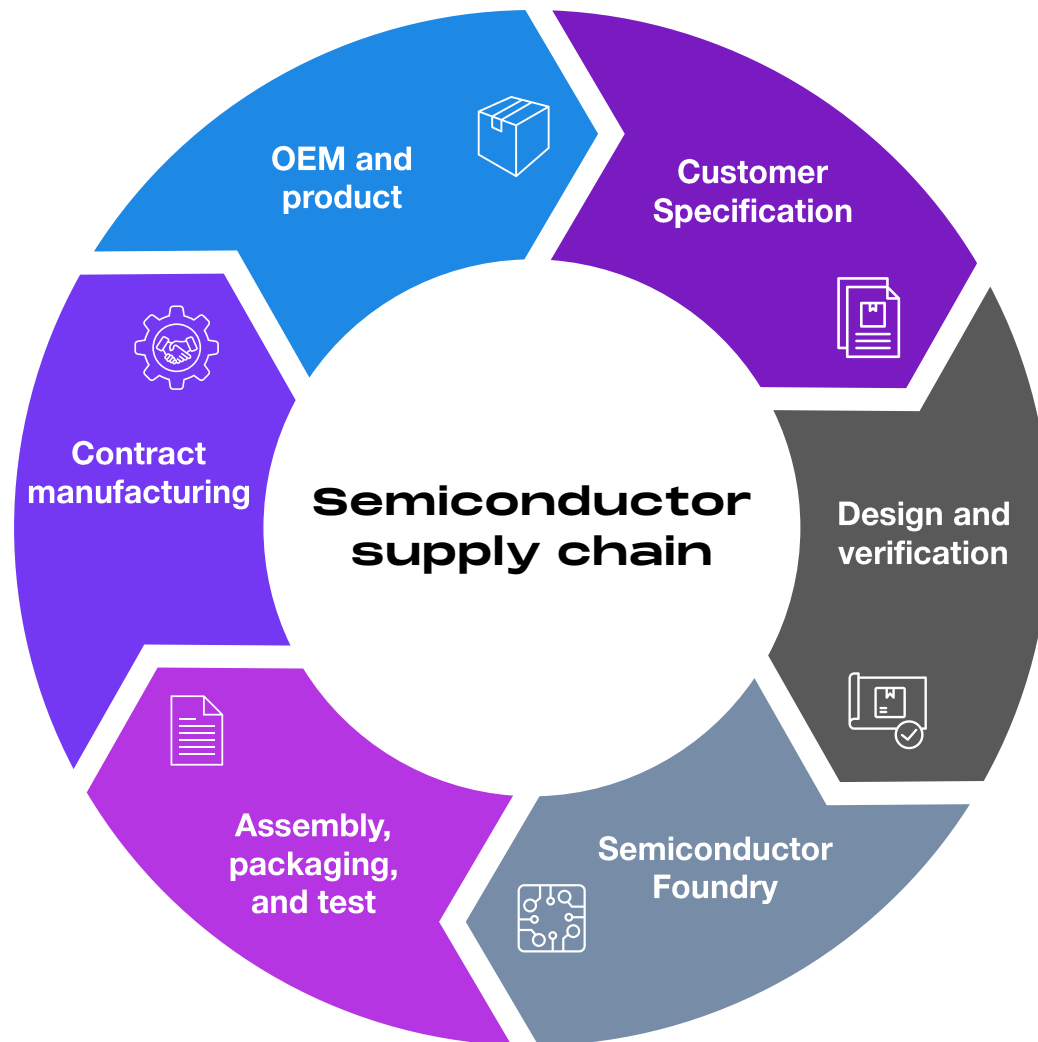 Semiconductor
supply chain
Customer
Specification
Design and
verification
Semiconductor
Foundry
Assembly,
packaging,
and test
Contract
manufacturing
OEM and
product